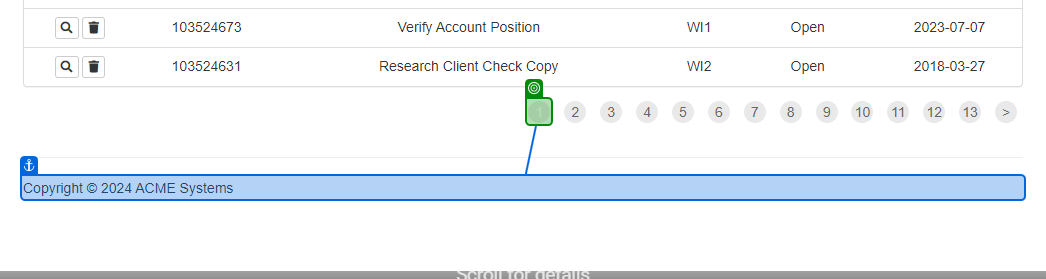 103524673 Verify Account Position WI1 Open 2023-07-07
103524631 Research Client Check Copy WI2 Open 2018-03-27
1 2 3 4 5 6 7 8 9 10 11 12 13 >
Copyright © 2024 ACME Systems
Scroll for details